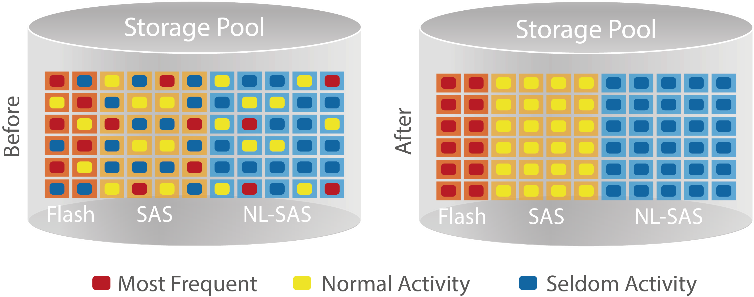 Storage Pool
Before
Flash SAS NL-SAS
Storage Pool
After
Flash SAS NL-SAS
Most Frequent Normal Activity Seldom Activity